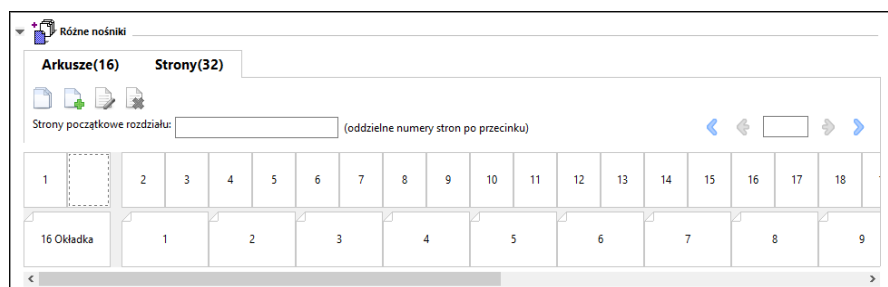 Różne nośniki
Arkusze(16) Strony(32)
Strony początkowe rozdziału: (oddzielne numery stron po przecinku)
1 2 3 4 5 6 7 8 9 10 11 12 13 14 15 16 17 18
16 Okładka 1 2 3 4 5 6 7 8 9